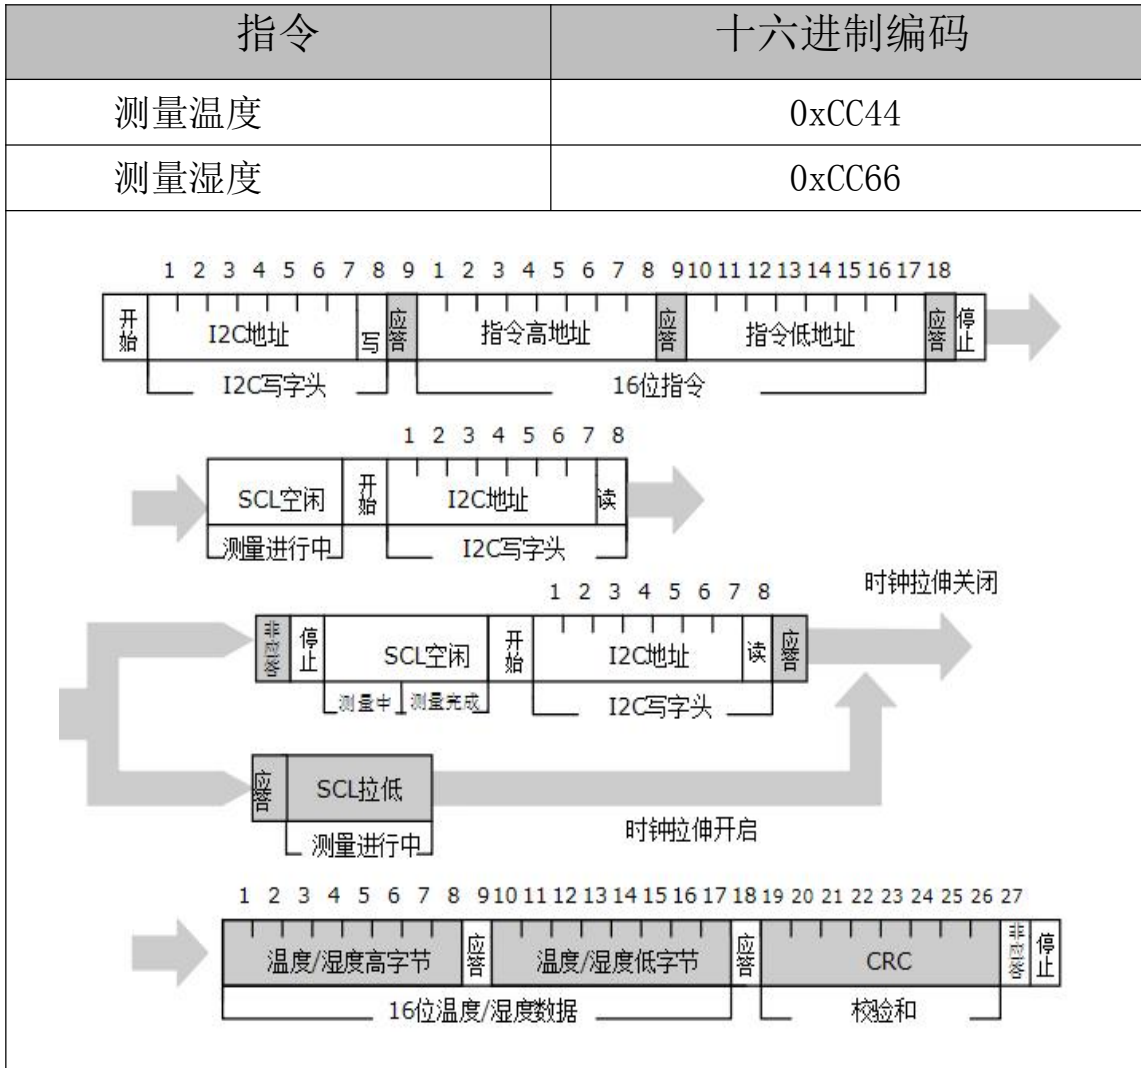 指令 十六进制编码
测量温度 0xCC44
测量湿度 0xCC66
1 2 3 4 5 6 7 8 9 1 2 3 4 5 6 7 8 9 10 11 12 13 14 15 16 17 18
开始 I2C地址 写 应答 指令高地址 应答 指令低地址 应答 停止
I2C写字头 16位指令
1 2 3 4 5 6 7 8
SCL空闲 开始 I2C地址 读
测量进行中 I2C写字头
时钟拉伸关闭
1 2 3 4 5 6 7 8
非应答 停止 SCL空闲 开始 I2C地址 读 应答
测量中 测量完成 I2C写字头
应答 SCL拉低
测量进行中 时钟拉伸开启
1 2 3 4 5 6 7 8 9 10 11 12 13 14 15 16 17 18 19 20 21 22 23 24 25 26 27
温度/湿度高字节 应答 温度/湿度低字节 应答 CRC 非应答 停止
16位温度/湿度数据 校验和